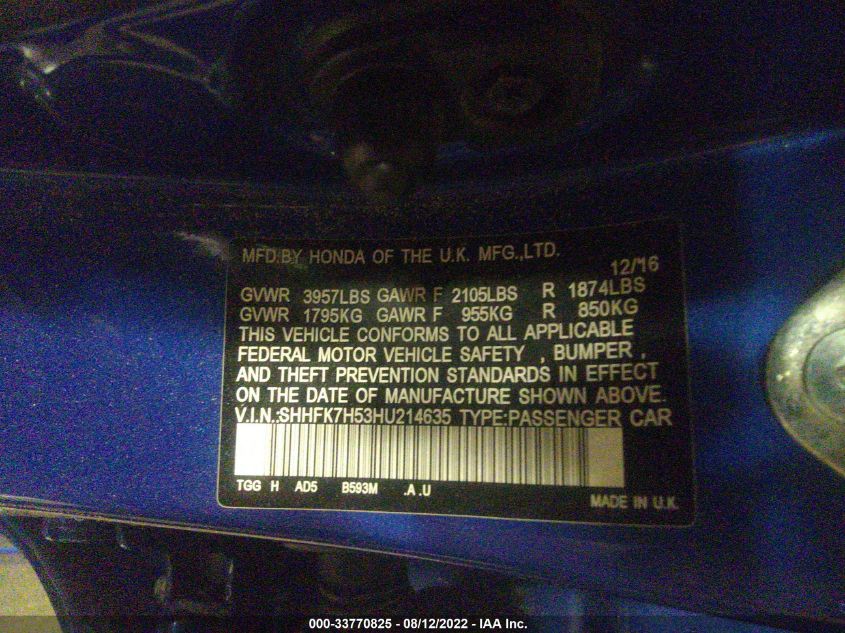 MFD.BY HONDA OF THE U.K. MFG.,LTD.
12/16
GVWR 3957LBS GAWR F 2105LBS R 1874LBS
GVWR 1795KG GAWR F 955KG R 850KG
THIS VEHICLE CONFORMS TO ALL APPLICABLE
FEDERAL MOTOR VEHICLE SAFETY , BUMPER ,
AND THEFT PREVENTION STANDARDS IN EFFECT
ON THE DATE OF MANUFACTURE SHOWN ABOVE.
V.I.N.:SHHFK7H53HU214635 TYPE:PASSENGER CAR
TGG H AD5 B593M .A .U
MADE IN U.K.
000-33770825 - 08/12/2022 - IAA Inc.